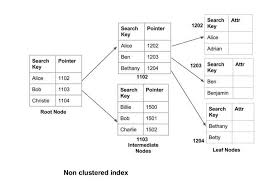 1202
Search Key Attr
Alice
Adrian
Search Key Pointer
Alice 1202
Ben 1203
Bethany 1204
1102
1203
Search Key Attr
Ben
Benjamin
Search Key Pointer
Alice 1102
Bob 1103
Christie 1104
Root Node
Search Key Pointer
Billie 1500
Bob 1501
Charlie 1502
1103
Intermediate
Nodes
Search Key Attr
Bethany
Betty
1204
Leaf Nodes
Non clustered index